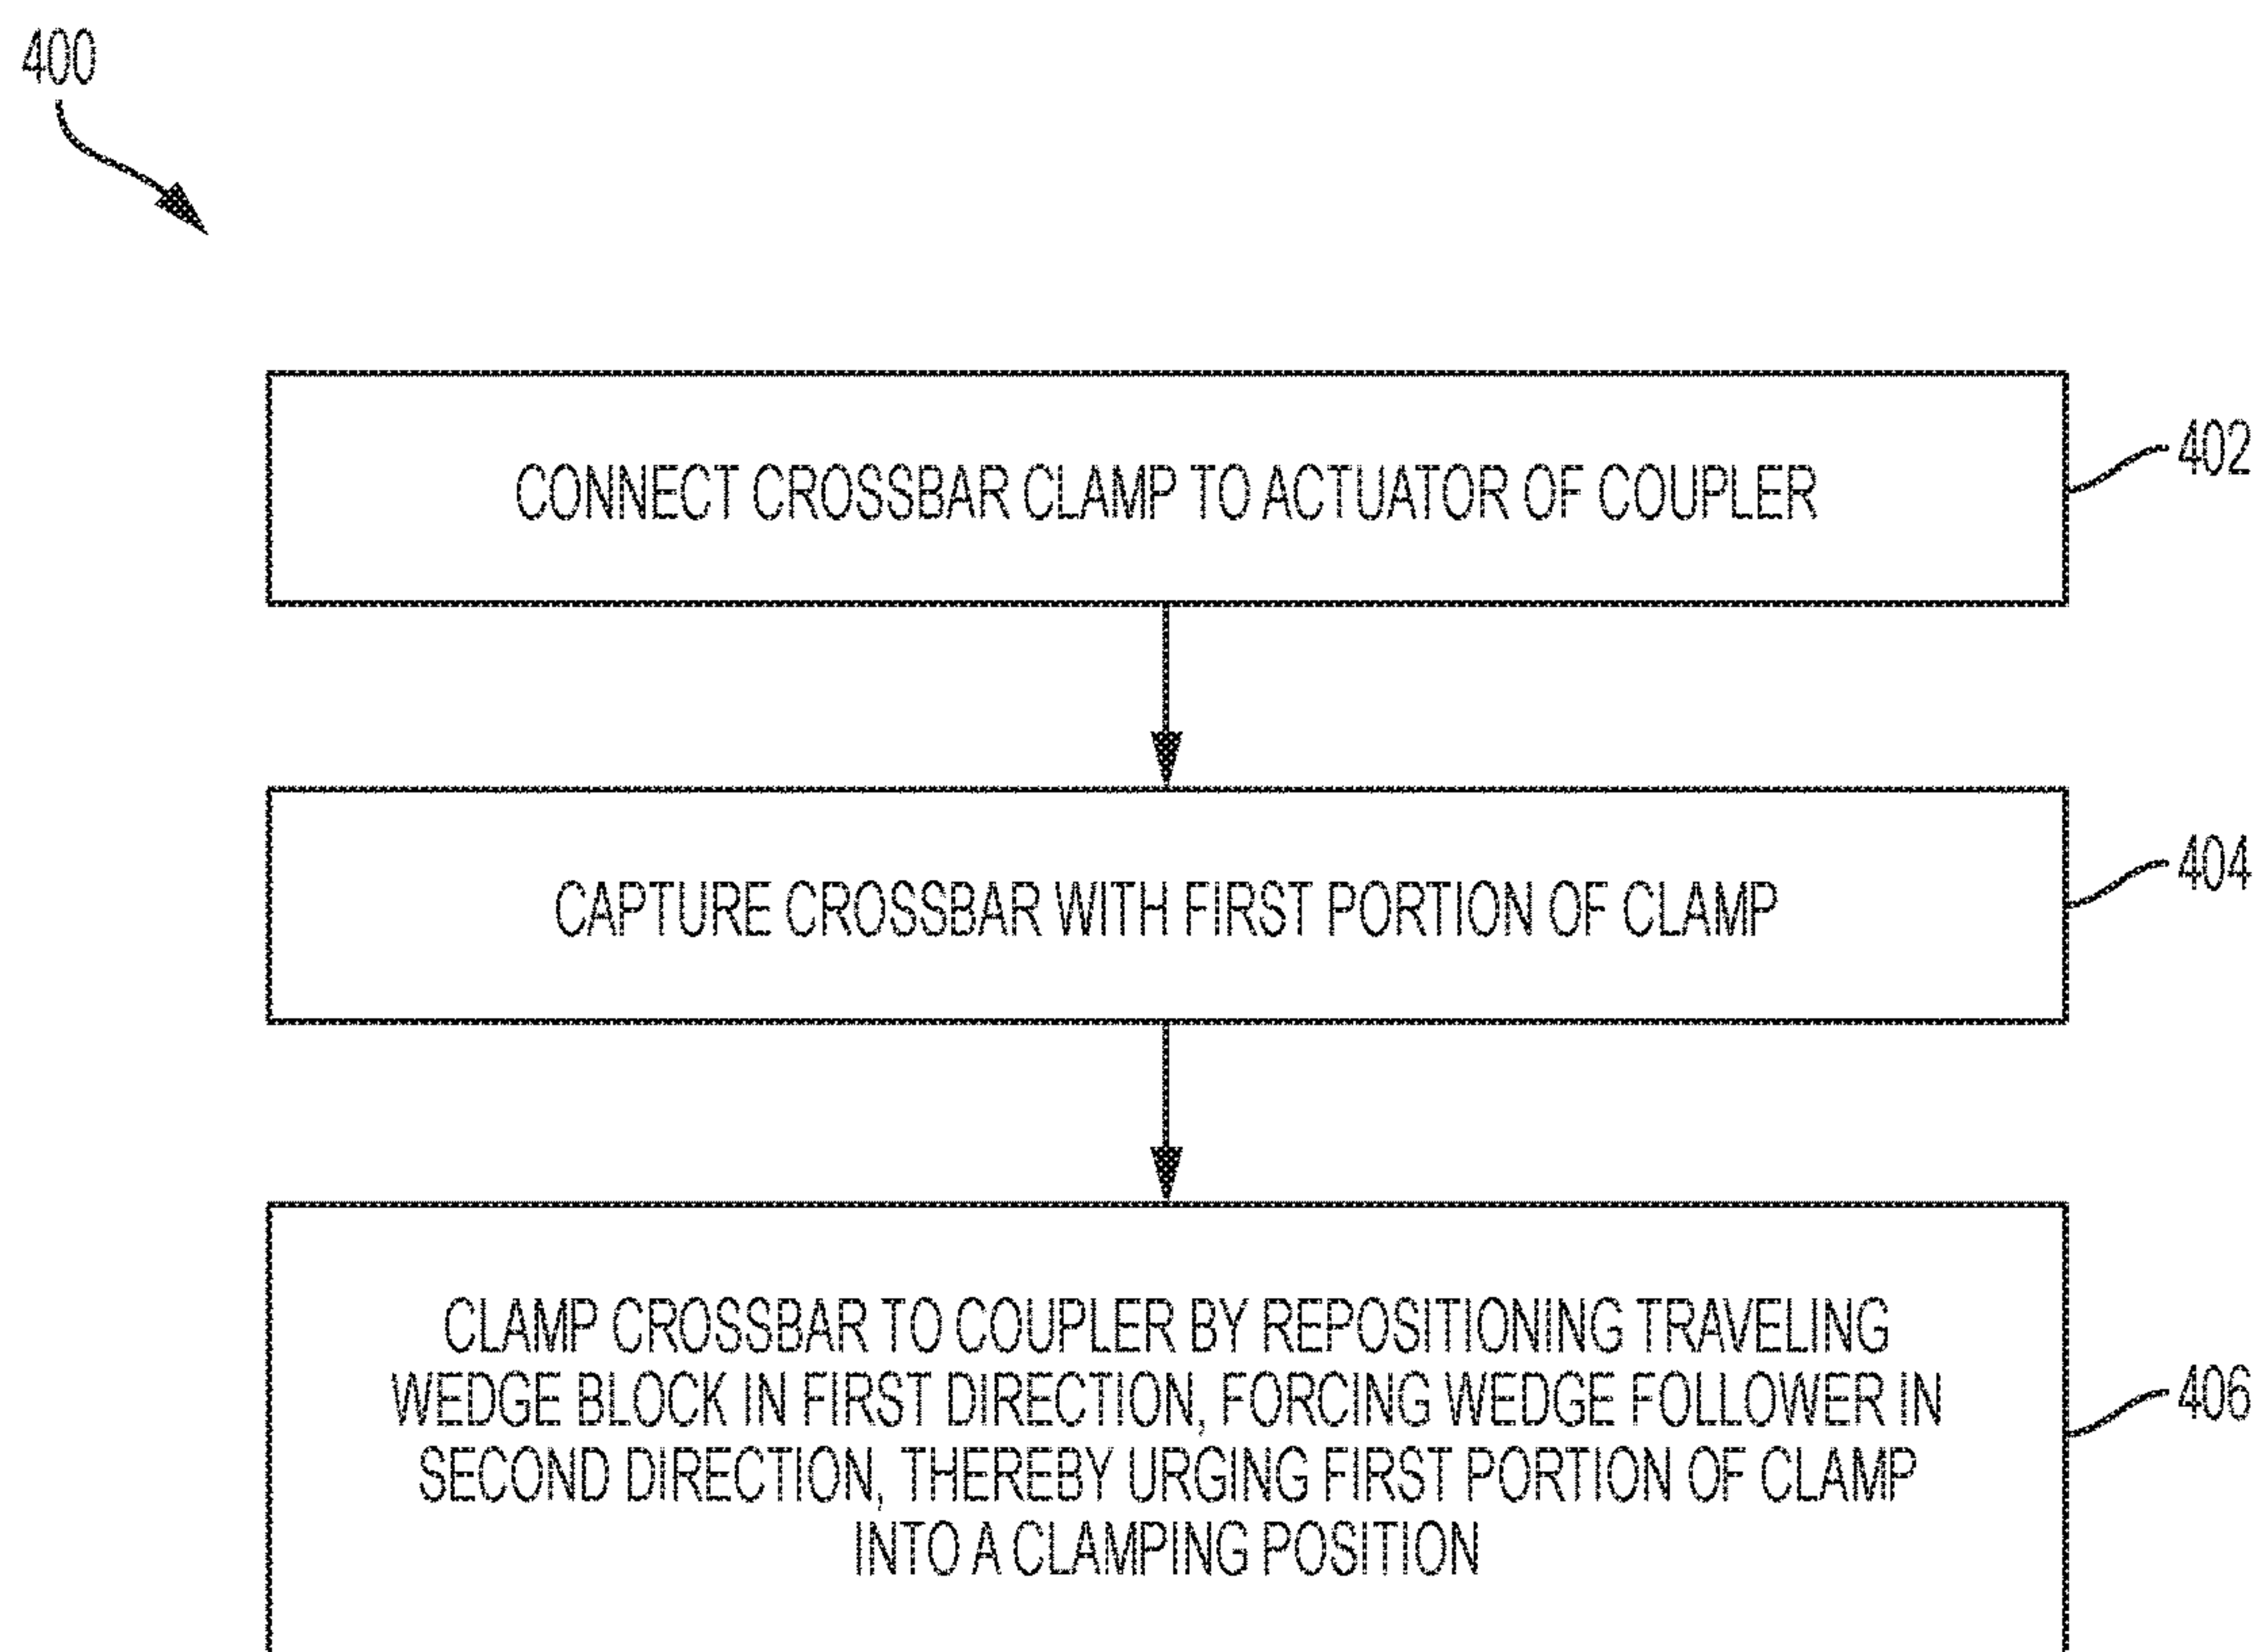 400
CONNECT CROSSBAR CLAMP TO ACTUATOR OF COUPLER
402
CAPTURE CROSSBAR WITH FIRST PORTION OF CLAMP
404
CLAMP CROSSBAR TO COUPLER BY REPOSITIONING TRAVELING
WEDGE BLOCK IN FIRST DIRECTION, FORCING WEDGE FOLLOWER IN
SECOND DIRECTION, THEREBY URGING FIRST PORTION OF CLAMP
INTO A CLAMPING POSITION
406